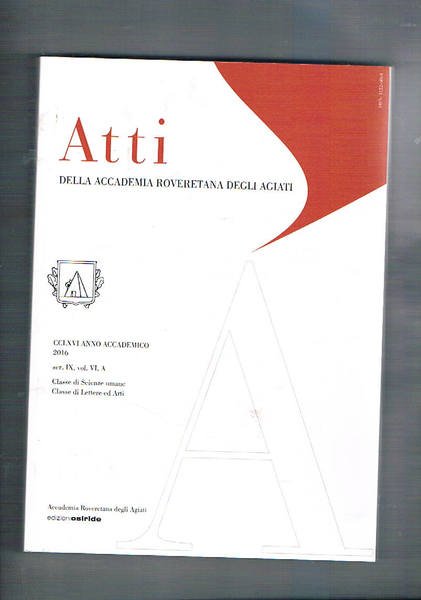 Atti
DELLA ACCADEMIA ROVERETANA DEGLI AGIATI
CCLXVI ANNO ACCADEMICO
2016
ser. IX, vol. VI, A
Classe di Scienze umane
Classe di Lettere ed Arti
A
Accademia Roveretana degli Agiati
edizioniosiride